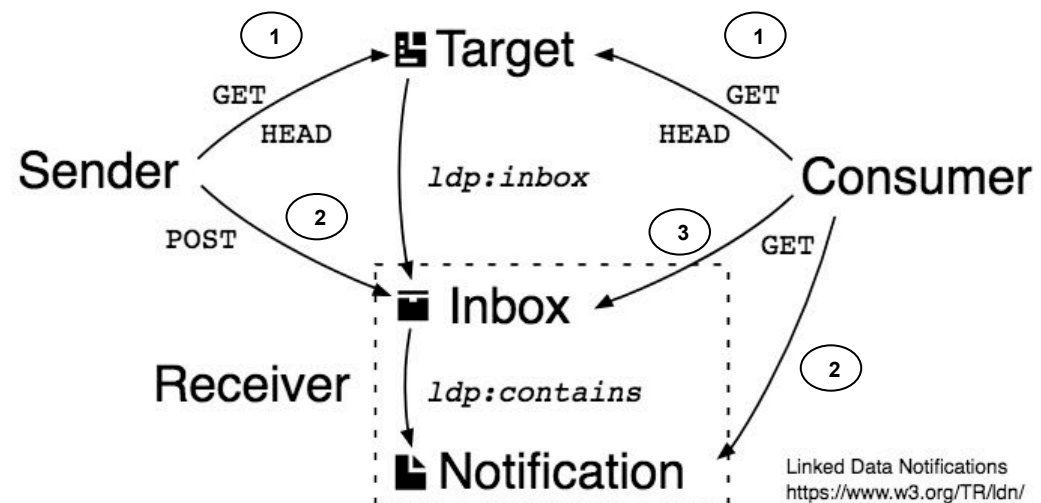 1
1
Target
GET
GET
HEAD
HEAD
Sender
ldp:inbox
Consumer
2
3
POST
GET
Inbox
2
Receiver
ldp:contains
Notification
Linked Data Notifications
https://www.w3.org/TR/ldn/